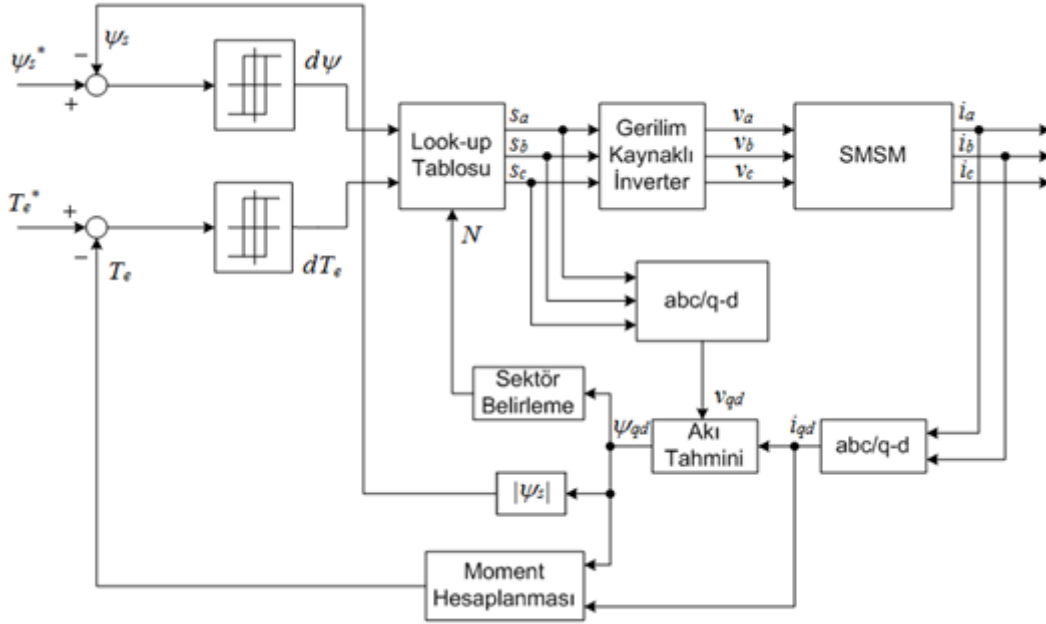 ψs
ψs*
−
+
dψ
Look-up
Tablosu
sa
sb
sc
Gerilim
Kaynaklı
İnverter
va
vb
vc
SMSM
ia
ib
ic
Te*
+
−
Te
dTe
N
abc/q-d
Sektör
Belirleme
vqd
ψqd
Akı
Tahmini
iqd
abc/q-d
|ψs|
Moment
Hesaplanması